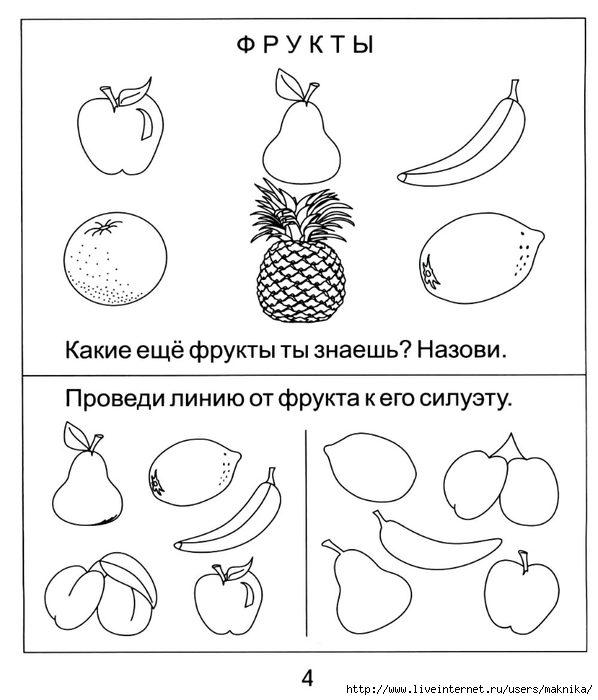 ФРУКТЫ
Какие ещё фрукты ты знаешь? Назови.
Проведи линию от фрукта к его силуэту.
4
http://www.liveinternet.ru/users/maknika/